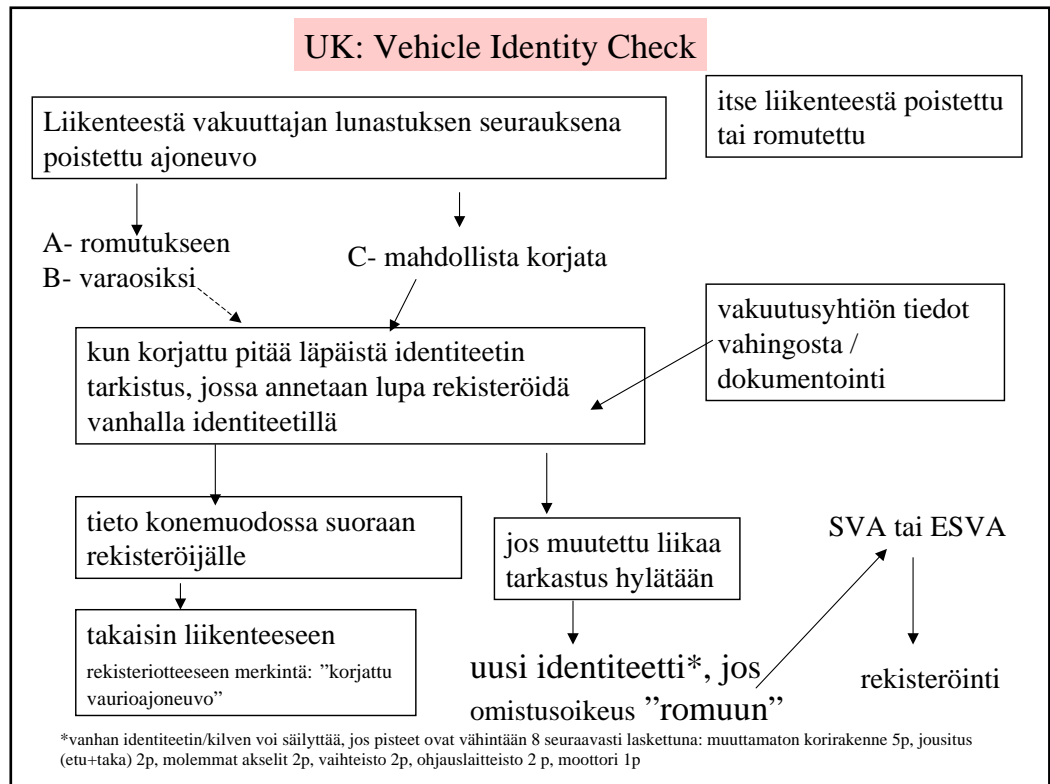 UK: Vehicle Identity Check
Liikenteestä vakuuttajan lunastuksen seurauksena
poistettu ajoneuvo
itse liikenteestä poistettu
tai romutettu
A- romutukseen
B- varaosiksi
C- mahdollista korjata
vakuutusyhtiön tiedot
vahingosta /
dokumentointi
kun korjattu pitää läpäistä identiteetin
tarkistus, jossa annetaan lupa rekisteröidä
vanhalla identiteetillä
tieto konemuodossa suoraan
rekisteröijälle
jos muutettu liikaa
tarkastus hylätään
SVA tai ESVA
takaisin liikenteeseen
rekisteriotteeseen merkintä: ”korjattu
vaurioajoneuvo”
uusi identiteetti*, jos
omistusoikeus ”romuun”
rekisteröinti
*vanhan identiteetin/kilven voi säilyttää, jos pisteet ovat vähintään 8 seuraavasti laskettuna: muuttamaton korirakenne 5p, jousitus
(etu+taka) 2p, molemmat akselit 2p, vaihteisto 2p, ohjauslaitteisto 2 p, moottori 1p